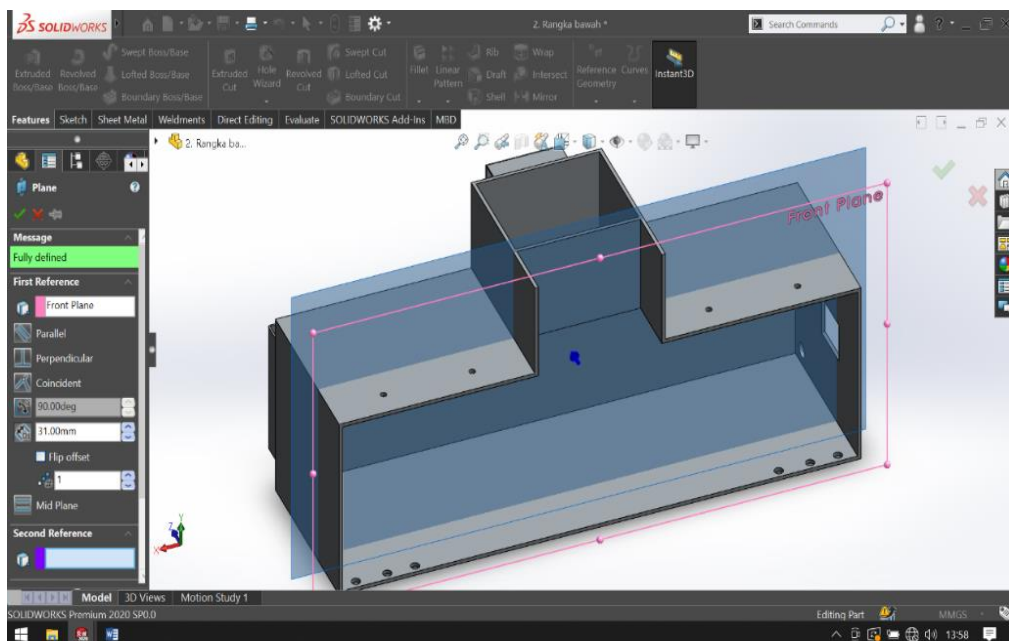 SOLIDWORKS
2. Rangka bawah *
Search Commands
Extruded Boss/Base
Revolved Boss/Base
Swept Boss/Base
Lofted Boss/Base
Boundary Boss/Base
Extruded Cut
Hole Wizard
Revolved Cut
Swept Cut
Lofted Cut
Boundary Cut
Fillet
Linear Pattern
Rib
Draft
Shell
Wrap
Intersect
Mirror
Reference Geometry
Curves
Instant3D
Features Sketch Sheet Metal Weldments Direct Editing Evaluate SOLIDWORKS Add-Ins MBD
2. Rangka ba...
Plane
Message
Fully defined
First Reference
Front Plane
Parallel
Perpendicular
Coincident
90.00deg
31.00mm
Flip offset
1
Mid Plane
Second Reference
Front Plane
Y
Z
X
Model 3D Views Motion Study 1
SOLIDWORKS Premium 2020 SP0.0
Editing Part
MMGS
13:58